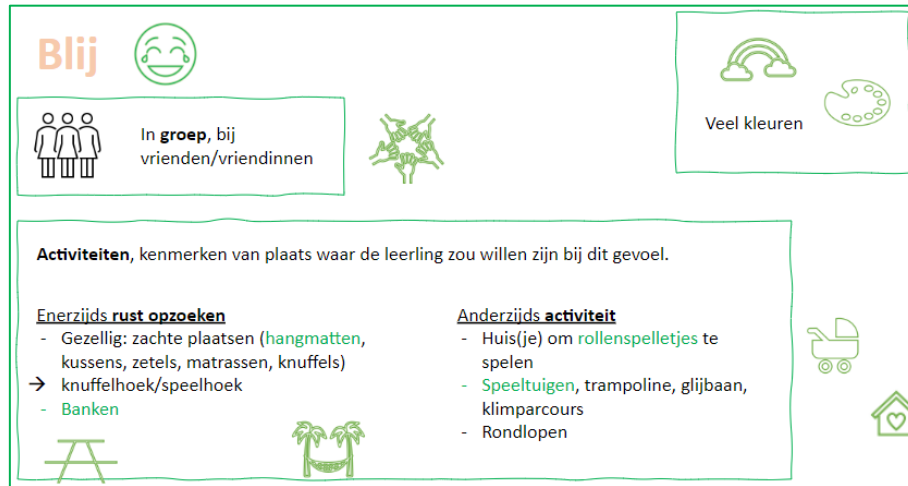 Blij
In groep, bij
vrienden/vriendinnen
Veel kleuren
Activiteiten, kenmerken van plaats waar de leerling zou willen zijn bij dit gevoel.
Enerzijds rust opzoeken
- Gezellig: zachte plaatsen (hangmatten,
kussens, zetels, matrassen, knuffels)
→ knuffelhoek/speelhoek
- Banken
Anderzijds activiteit
- Huis(je) om rollenspelletjes te
spelen
- Speeltuigen, trampoline, glijbaan,
klimparcours
- Rondlopen